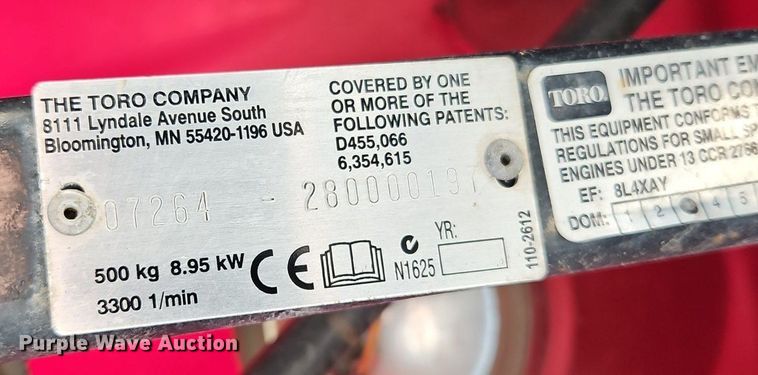 THE TORO COMPANY
8111 Lyndale Avenue South
Bloomington, MN 55420-1196 USA
COVERED BY ONE
OR MORE OF THE
FOLLOWING PATENTS:
D455,066
6,354,615
07264 - 280000197
500 kg 8.95 kW
3300 1/min
CE
N1625
YR:
110-2612
TORO
IMPORTANT EM
THE TORO COM
THIS EQUIPMENT CONFORMS
REGULATIONS FOR SMALL SP
ENGINES UNDER 13 CCR 2756
EF: 8L4XAY
DOM: 1 2 4 5
Purple Wave Auction